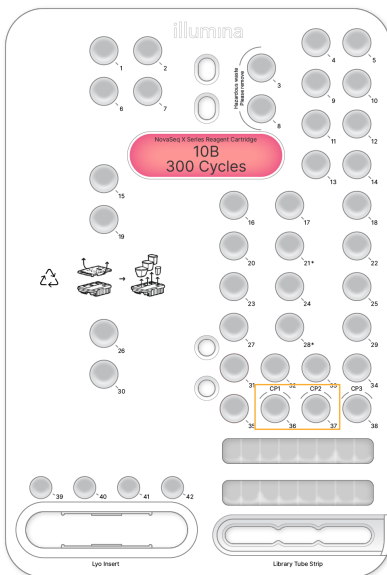 illumina
1 2 4 5
Hazardous waste
Please remove
3
6 7 9 10
8
11 12
NovaSeq X Series Reagent Cartridge
10B
300 Cycles
13 14
15
16 17 18
19
20 21* 22
23 24 25
26
27 28* 29
30
31 32 33 34
CP1 CP2 CP3
35 36 37 38
39 40 41 42
Lyo Insert
Library Tube Strip